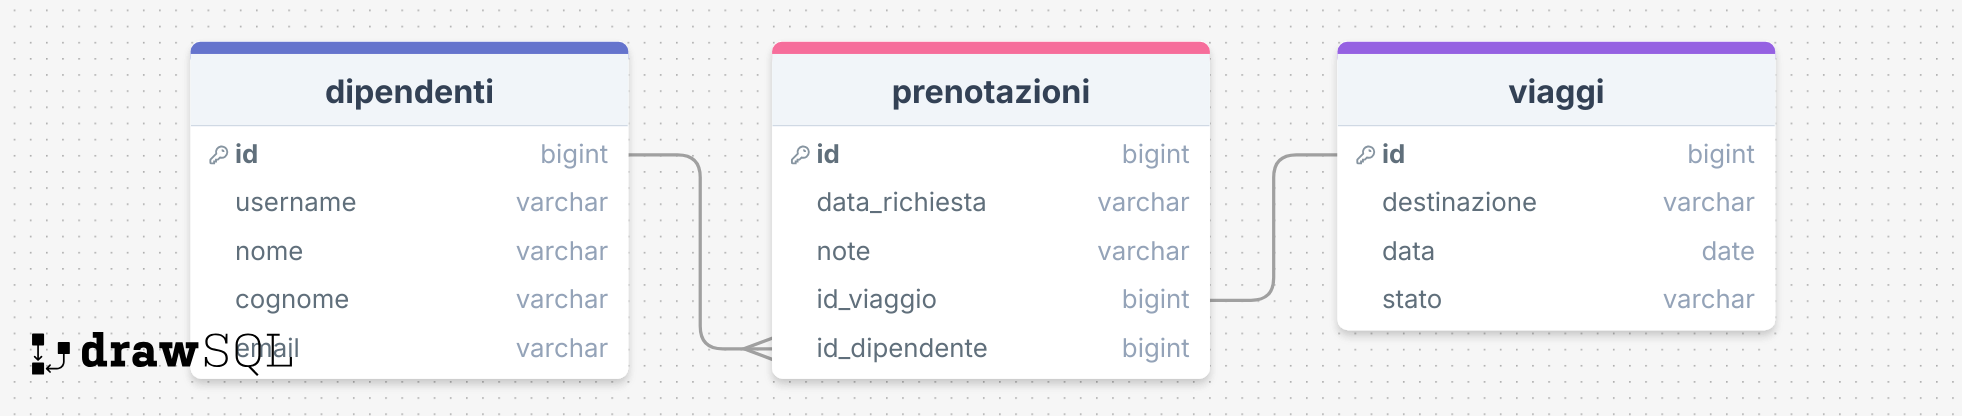 dipendenti
id bigint
username varchar
nome varchar
cognome varchar
email varchar
prenotazioni
id bigint
data_richiesta varchar
note varchar
id_viaggio bigint
id_dipendente bigint
viaggi
id bigint
destinazione varchar
data date
stato varchar
drawSQL